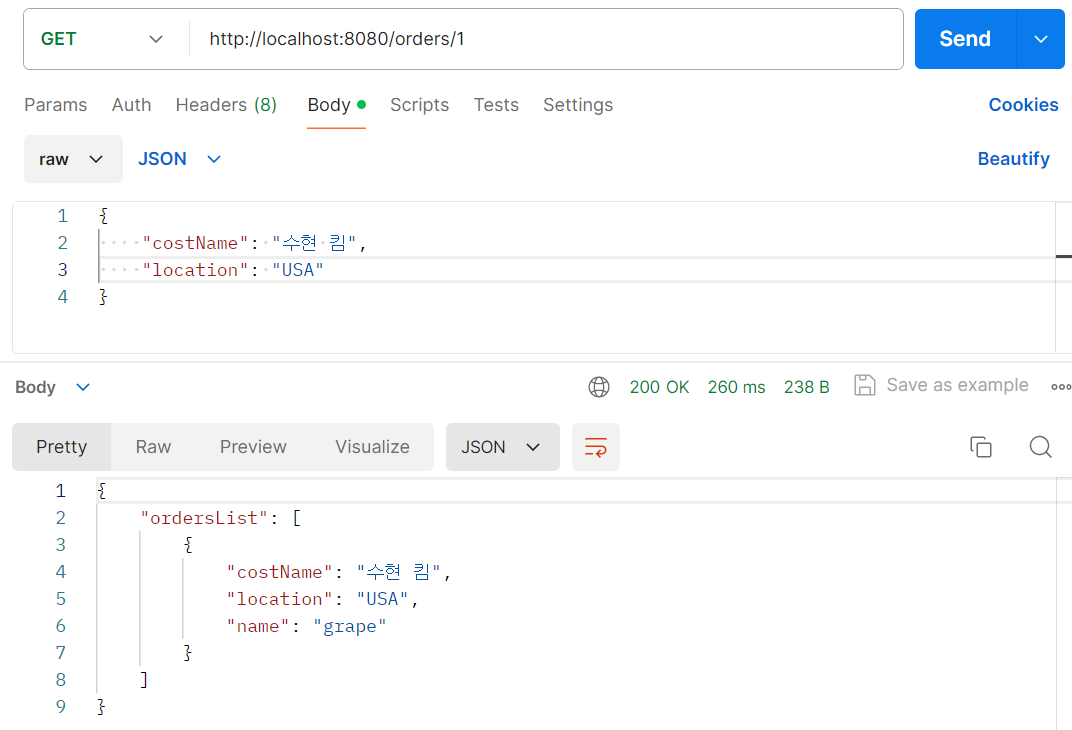 GET http://localhost:8080/orders/1 Send
Params Auth Headers (8) Body Scripts Tests Settings Cookies
raw JSON Beautify
1 {
2 "costName": "수현 킴",
3 "location": "USA"
4 }
Body 200 OK 260 ms 238 B Save as example
Pretty Raw Preview Visualize JSON
1 {
2 "ordersList": [
3 {
4 "costName": "수현 킴",
5 "location": "USA",
6 "name": "grape"
7 }
8 ]
9 }